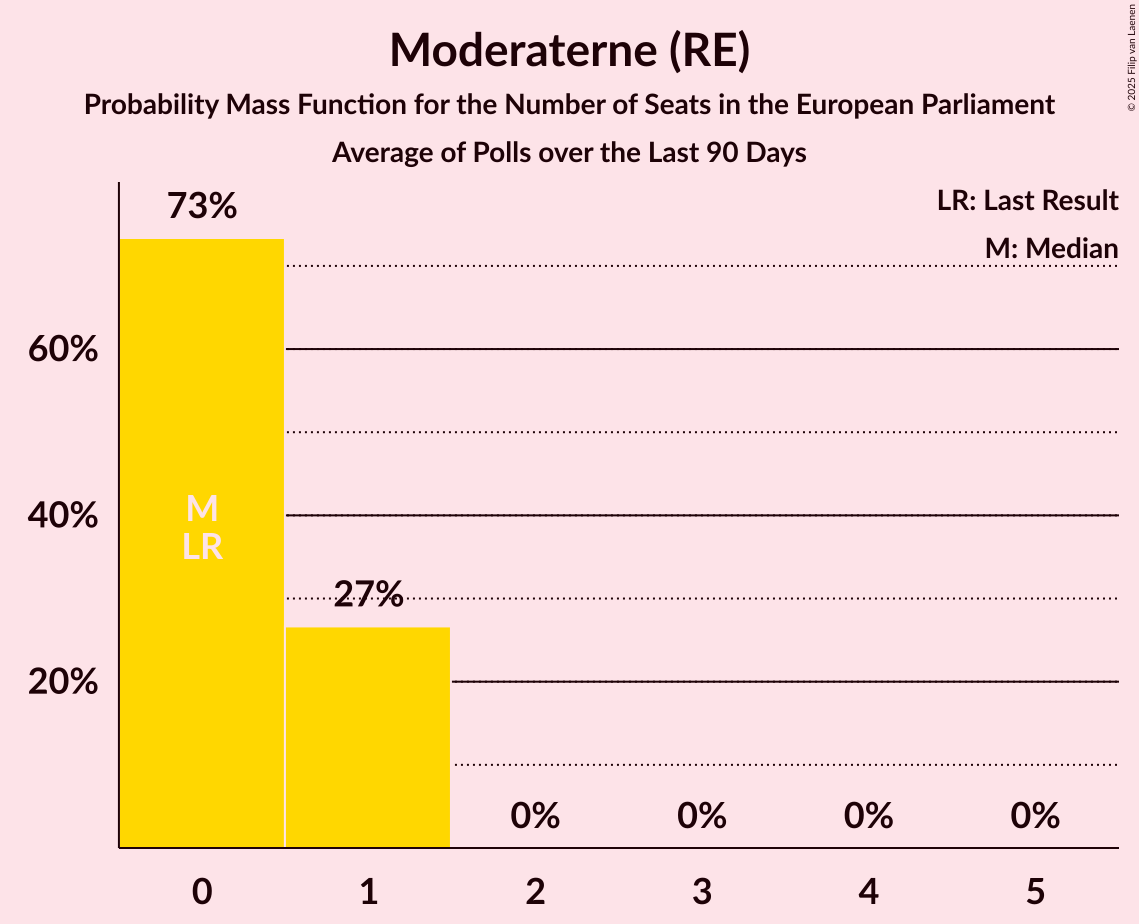 Moderaterne (RE)
Probability Mass Function for the Number of Seats in the European Parliament
Average of Polls over the Last 90 Days
© 2025 Filip van Laenen
LR: Last Result
M: Median
73%
60%
40%
20%
M
LR
27%
0%
0%
0%
0%
0
1
2
3
4
5